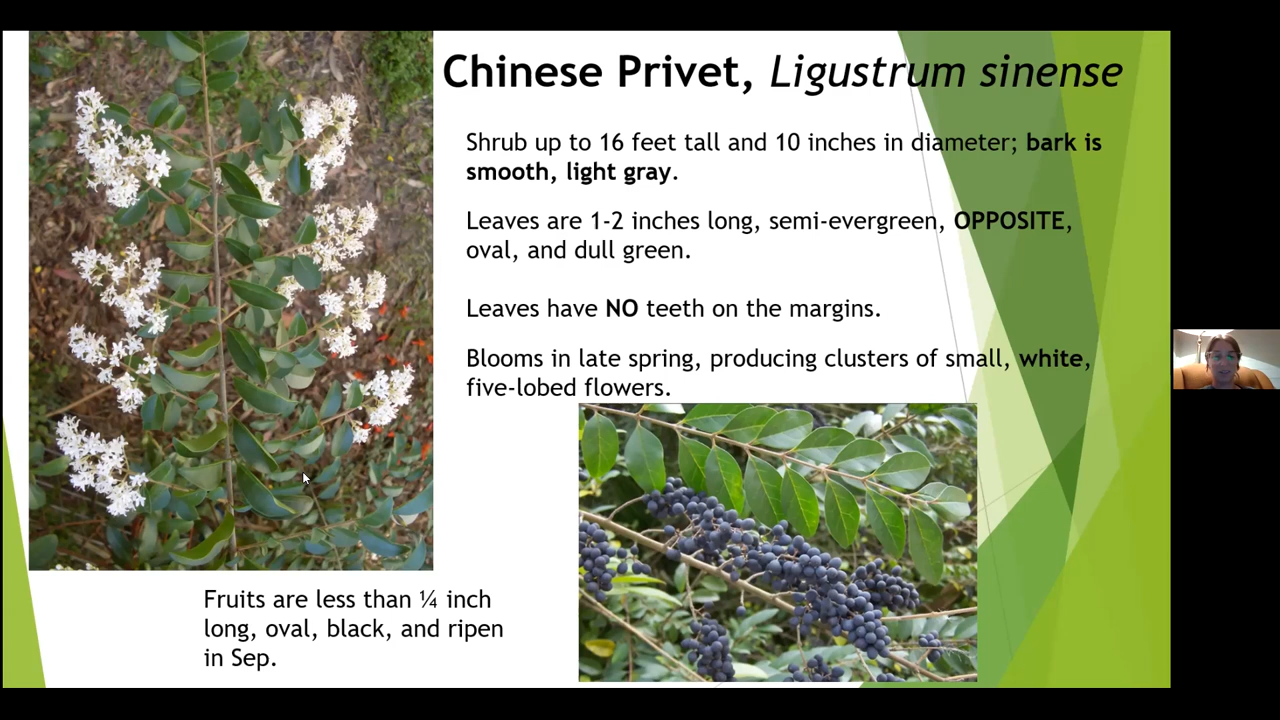 Chinese Privet, Ligustrum sinense
Shrub up to 16 feet tall and 10 inches in diameter; bark is
smooth, light gray.
Leaves are 1-2 inches long, semi-evergreen, OPPOSITE,
oval, and dull green.
Leaves have NO teeth on the margins.
Blooms in late spring, producing clusters of small, white,
five-lobed flowers.
Fruits are less than ¼ inch
long, oval, black, and ripen
in Sep.